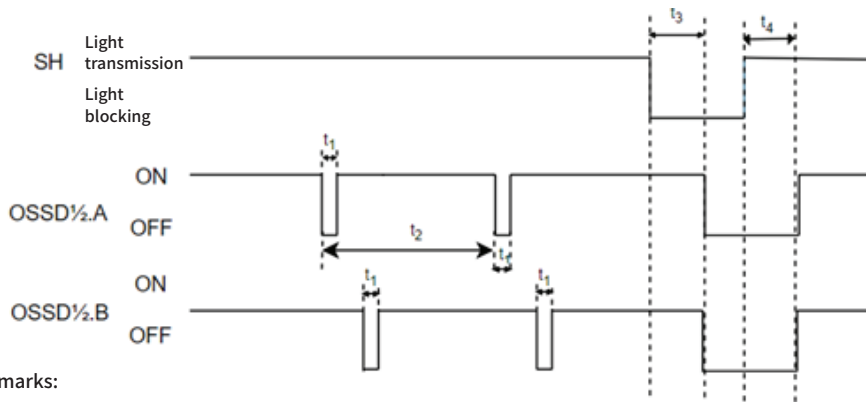 t3
t4
SH
Light
transmission
Light
blocking
t1
ON
OSSD½.A
OFF
t2
t1
ON
t1
t1
OSSD½.B
OFF
marks: